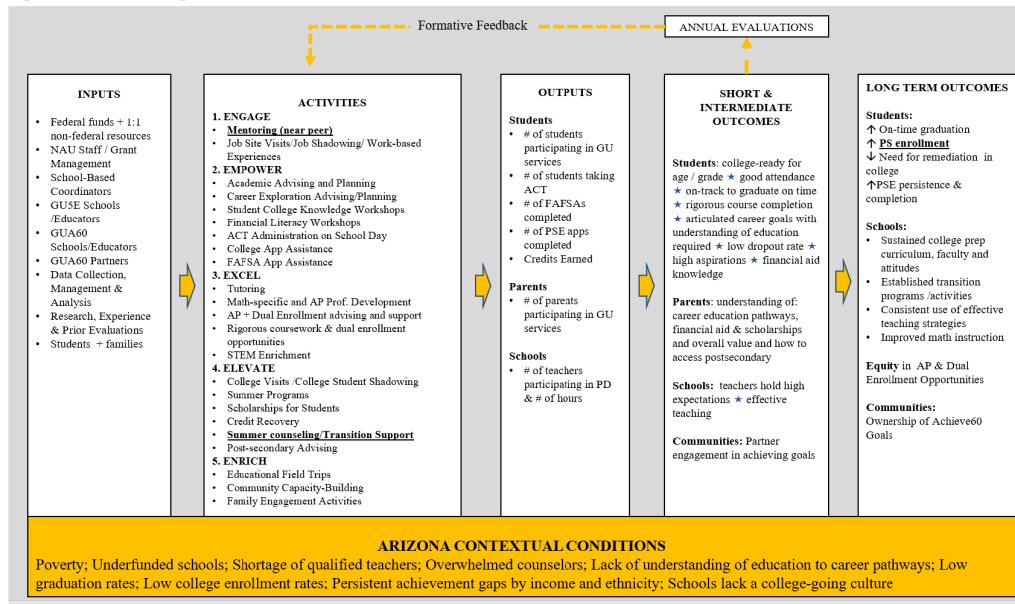 Formative Feedback
ANNUAL EVALUATIONS
INPUTS
• Federal funds + 1:1
non-federal resources
• NAU Staff / Grant
Management
• School-Based
Coordinators
• GU5E Schools
/Educators
• GUA60
Schools/Educators
• GUA60 Partners
• Data Collection,
Management &
Analysis
• Research, Experience
& Prior Evaluations
• Students + families
ACTIVITIES
1. ENGAGE
• Mentoring (near peer)
• Job Site Visits/Job Shadowing/ Work-based
Experiences
2. EMPOWER
• Academic Advising and Planning
• Career Exploration Advising/Planning
• Student College Knowledge Workshops
• Financial Literacy Workshops
• ACT Administration on School Day
• College App Assistance
• FAFSA App Assistance
3. EXCEL
• Tutoring
• Math-specific and AP Prof. Development
• AP + Dual Enrollment advising and support
• Rigorous coursework & dual enrollment
opportunities
• STEM Enrichment
4. ELEVATE
• College Visits /College Student Shadowing
• Summer Programs
• Scholarships for Students
• Credit Recovery
• Summer counseling/Transition Support
• Post-secondary Advising
5. ENRICH
• Educational Field Trips
• Community Capacity-Building
• Family Engagement Activities
OUTPUTS
Students
• # of students
participating in GU
services
• # of students taking
ACT
• # of FAFSAs
completed
• # of PSE apps
completed
• Credits Earned
Parents
• # of parents
participating in GU
services
Schools
• # of teachers
participating in PD
& # of hours
SHORT &
INTERMEDIATE
OUTCOMES
Students: college-ready for
age / grade ★ good attendance
★ on-track to graduate on time
★ rigorous course completion
★ articulated career goals with
understanding of education
required ★ low dropout rate ★
high aspirations ★ financial aid
knowledge
Parents: understanding of:
career education pathways,
financial aid & scholarships
and overall value and how to
access postsecondary
Schools: teachers hold high
expectations ★ effective
teaching
Communities: Partner
engagement in achieving goals
LONG TERM OUTCOMES
Students:
↑ On-time graduation
↑ PS enrollment
↓ Need for remediation in
college
↑PSE persistence &
completion
Schools:
• Sustained college prep
curriculum, faculty and
attitudes
• Established transition
programs /activities
• Consistent use of effective
teaching strategies
• Improved math instruction
Equity in AP & Dual
Enrollment Opportunities
Communities:
Ownership of Achieve60
Goals
ARIZONA CONTEXTUAL CONDITIONS
Poverty; Underfunded schools; Shortage of qualified teachers; Overwhelmed counselors; Lack of understanding of education to career pathways; Low
graduation rates; Low college enrollment rates; Persistent achievement gaps by income and ethnicity; Schools lack a college-going culture